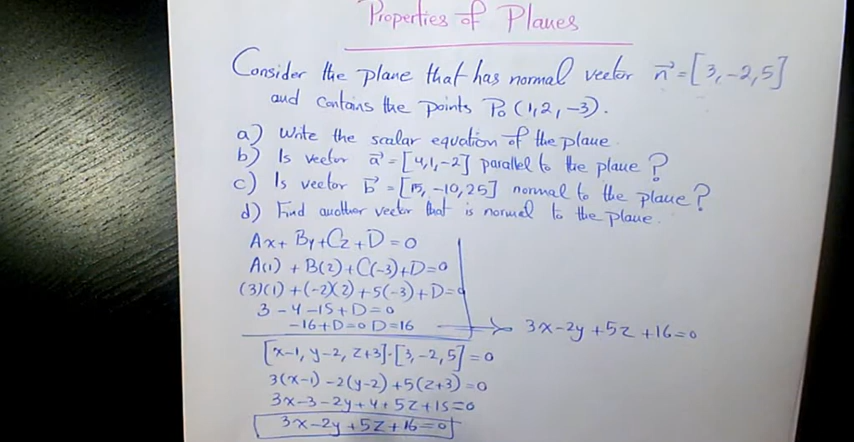 Properties of Planes
Consider the plane that has normal vector n⃗ = [3, -2, 5]
and contains the points P₀ (1, 2, -3).
a) Write the scalar equation of the plane.
b) Is vector a⃗ = [4, 1, -2] parallel to the plane ?
c) Is vector b⃗ = [15, -10, 25] normal to the plane ?
d) Find another vector that is normal to the plane.
Ax + By + Cz + D = 0
A(1) + B(2) + C(-3) + D = 0
(3)(1) + (-2)(2) + 5(-3) + D = 0
3 - 4 - 15 + D = 0
-16 + D = 0 D = 16 → 3x - 2y + 5z + 16 = 0
[x-1, y-2, z+3]·[3, -2, 5] = 0
3(x-1) - 2(y-2) + 5(z+3) = 0
3x - 3 - 2y + 4 + 5z + 15 = 0
3x - 2y + 5z + 16 = 0